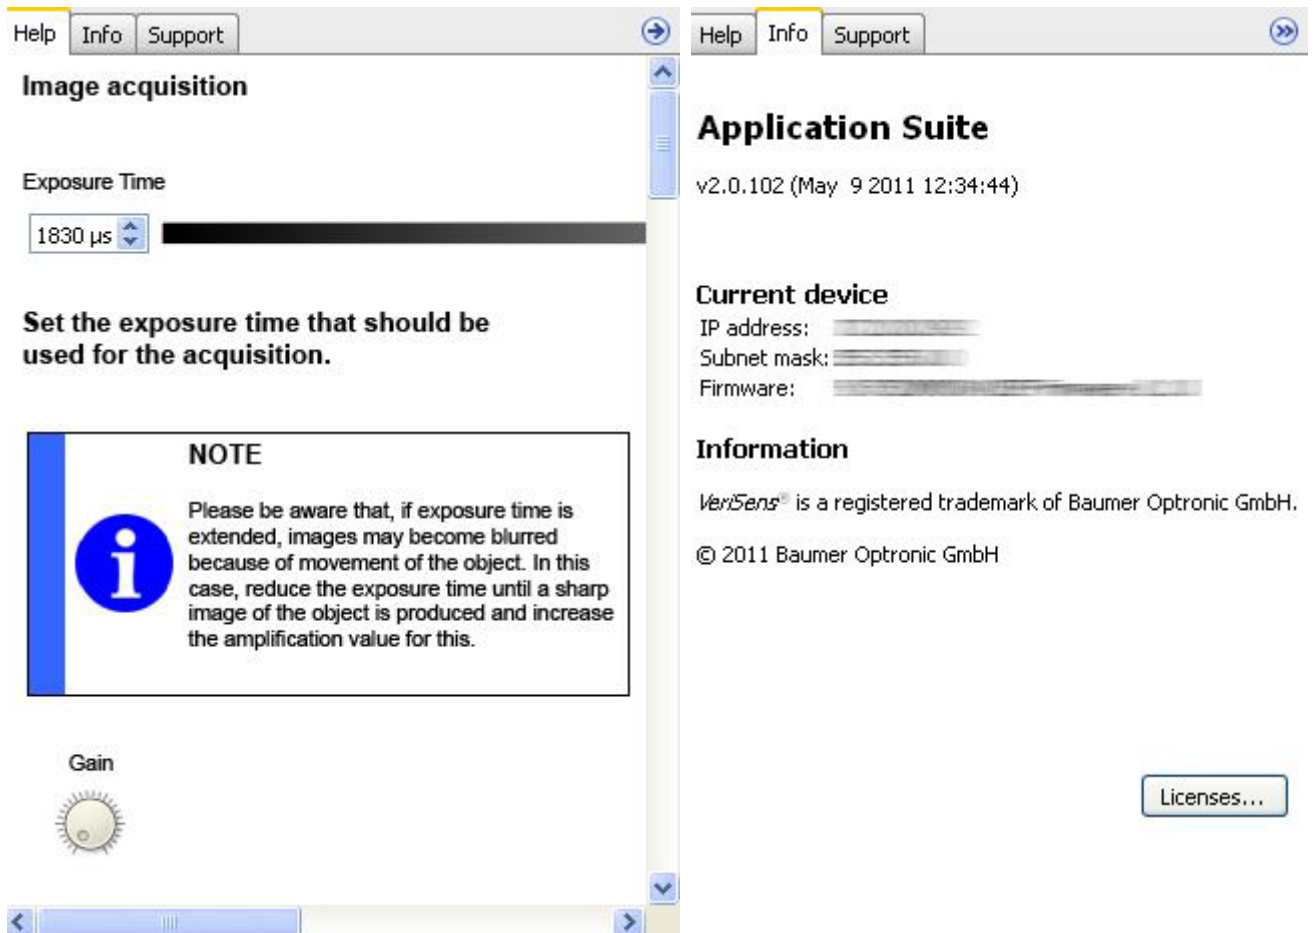 Help Info Support
Image acquisition
Exposure Time
1830 µs
Set the exposure time that should be
used for the acquisition.
NOTE
Please be aware that, if exposure time is
extended, images may become blurred
because of movement of the object. In this
case, reduce the exposure time until a sharp
image of the object is produced and increase
the amplification value for this.
Gain
Help Info Support
Application Suite
v2.0.102 (May 9 2011 12:34:44)
Current device
IP address:
Subnet mask:
Firmware:
Information
VeriSens® is a registered trademark of Baumer Optronic GmbH.
© 2011 Baumer Optronic GmbH
Licenses...